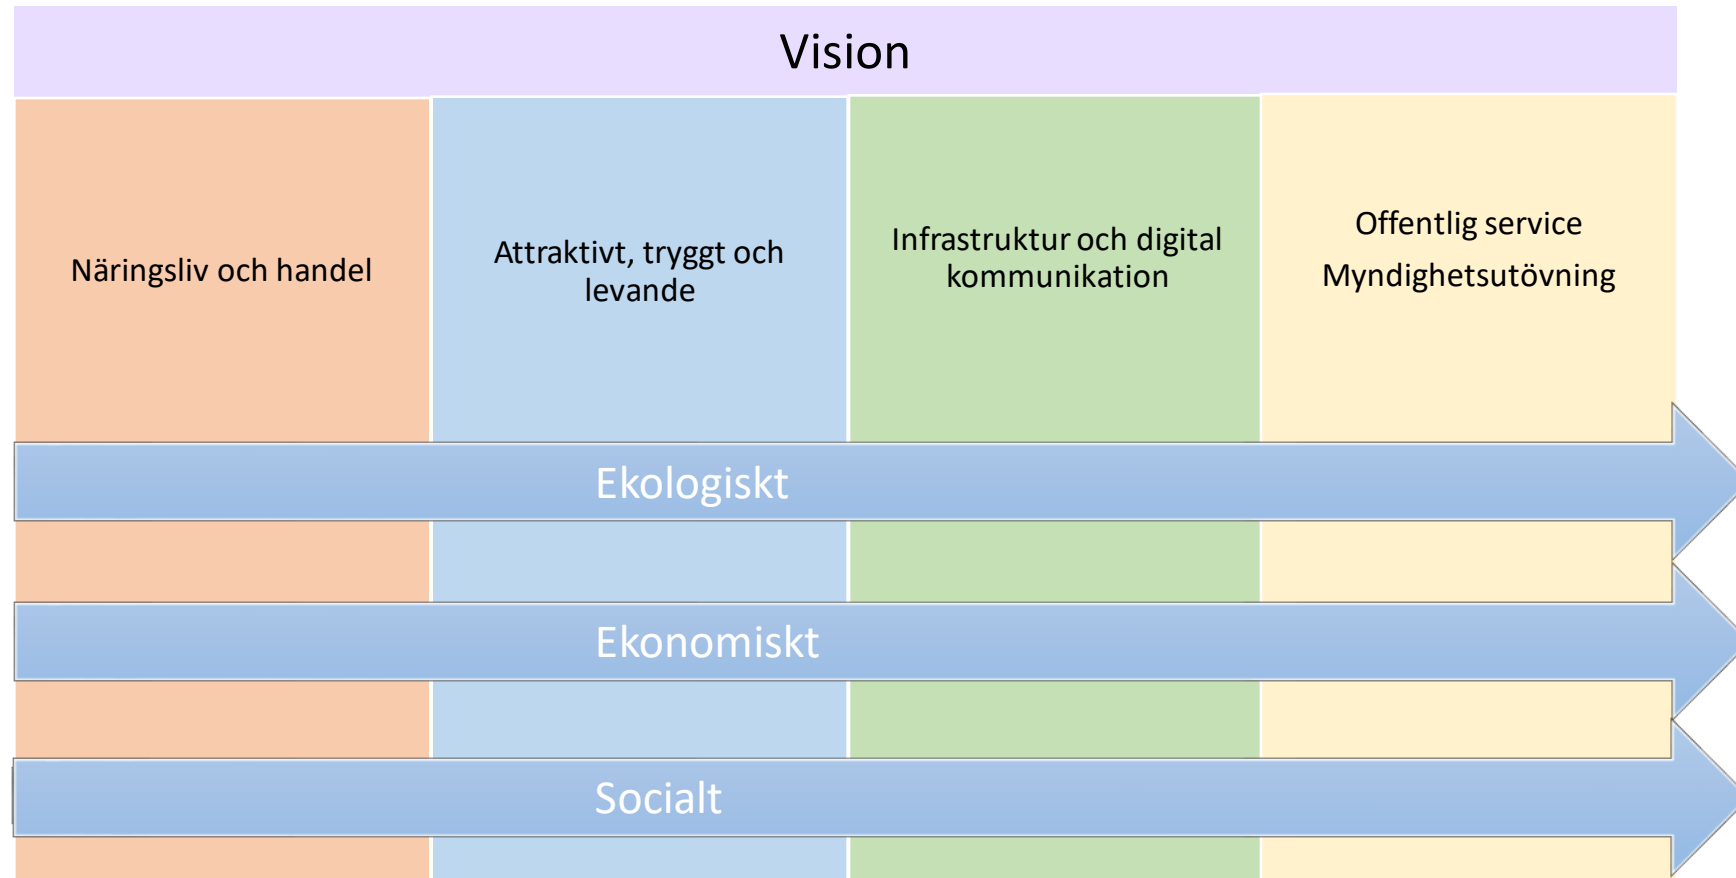 Vision
Näringsliv och handel
Attraktivt, tryggt och
levande
Infrastruktur och digital
kommunikation
Offentlig service
Myndighetsutövning
Ekologiskt
Ekonomiskt
Socialt